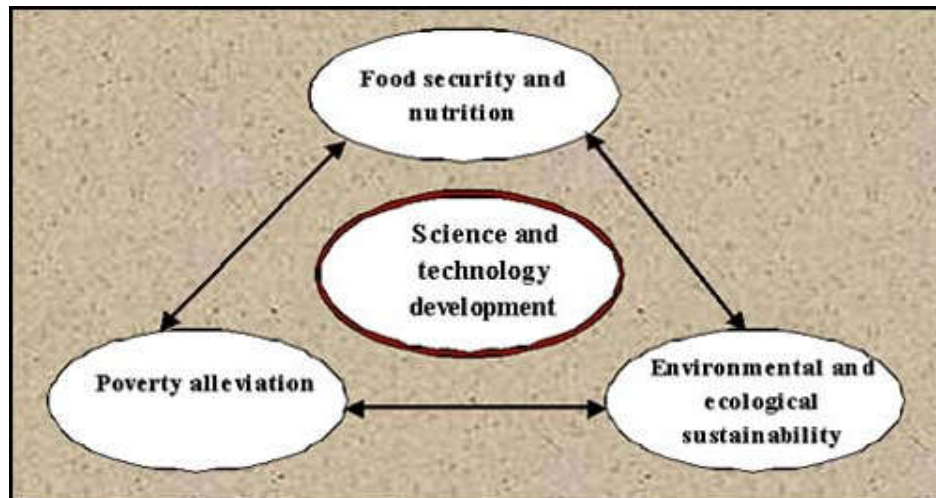 Food security and
nutrition
Science and
technology
development
Poverty alleviation
Environmental and
ecological
sustainability